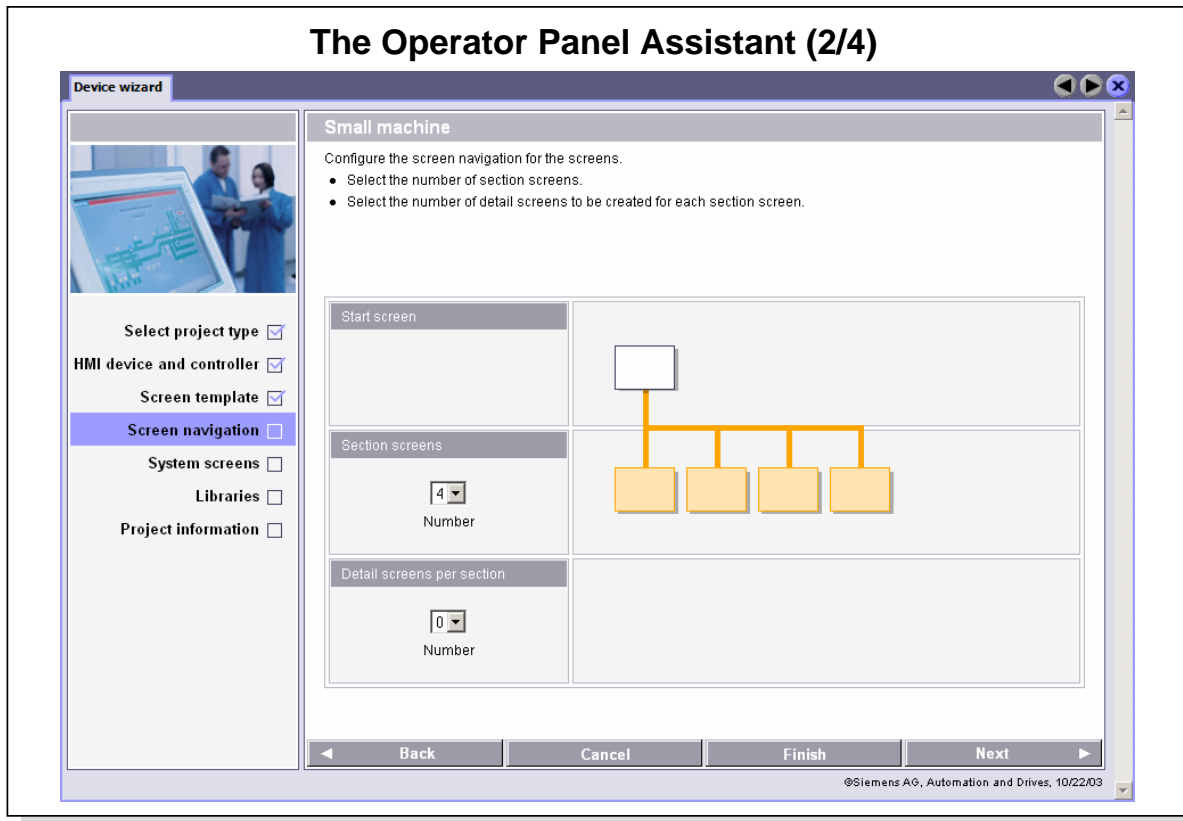 The Operator Panel Assistant (2/4)
Device wizard
Small machine
Configure the screen navigation for the screens.
• Select the number of section screens.
• Select the number of detail screens to be created for each section screen.
Select project type
HMI device and controller
Screen template
Screen navigation
System screens
Libraries
Project information
Start screen
Section screens
4
Number
Detail screens per section
0
Number
Back
Cancel
Finish
Next
©Siemens AG, Automation and Drives, 10/22/03